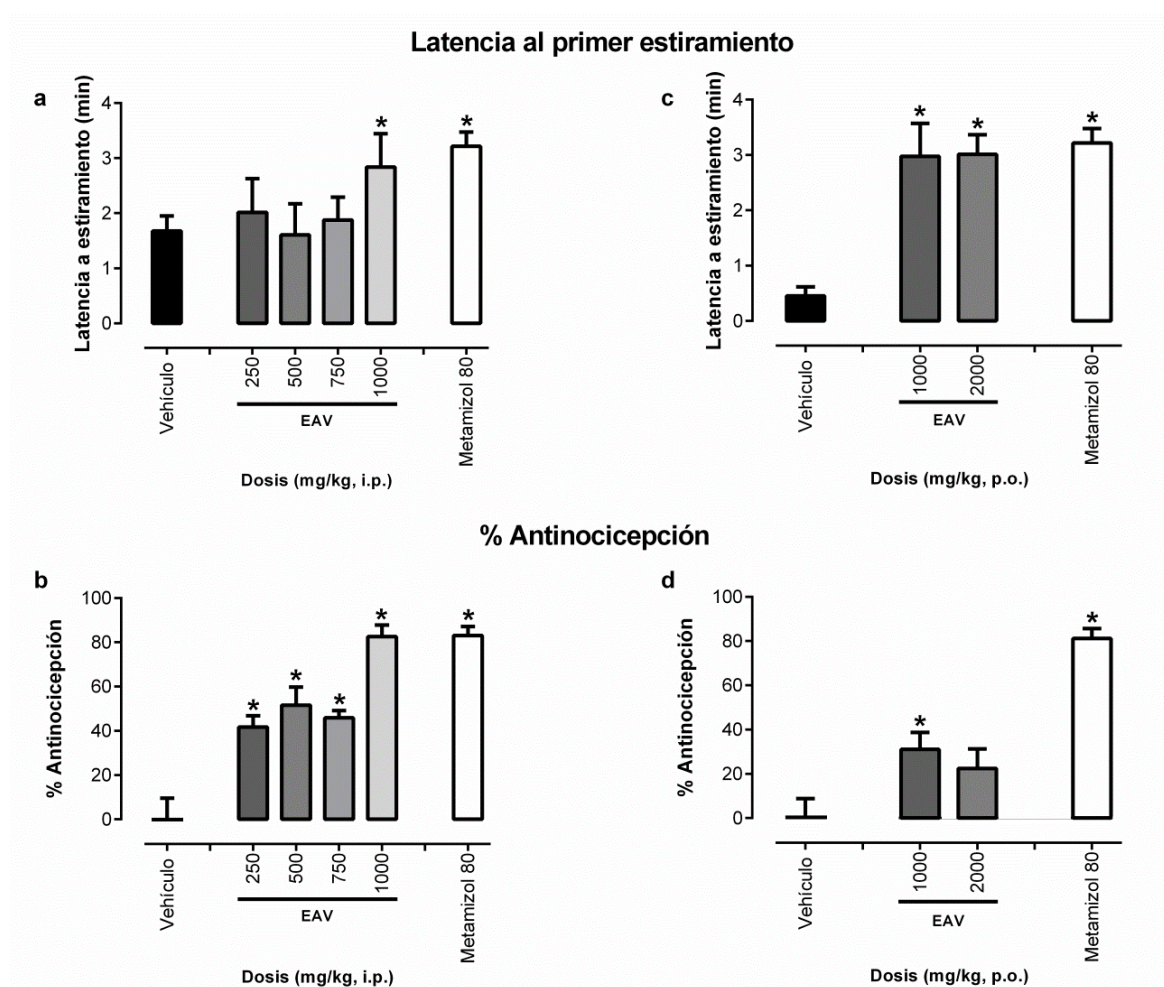 Latencia al primer estiramiento
a
Latencia a estiramiento (min)
4
3
2
1
0
*
*
Vehículo
250
500
750
1000
Metamizol 80
EAV
Dosis (mg/kg, i.p.)
c
Latencia a estiramiento (min)
4
3
2
1
0
*
*
*
Vehículo
1000
2000
Metamizol 80
EAV
Dosis (mg/kg, p.o.)
% Antinocicepción
b
% Antinocicepción
100
80
60
40
20
0
*
*
*
*
*
Vehículo
250
500
750
1000
Metamizol 80
EAV
Dosis (mg/kg, i.p.)
d
% Antinocicepción
100
80
60
40
20
0
*
*
Vehículo
1000
2000
Metamizol 80
EAV
Dosis (mg/kg, p.o.)